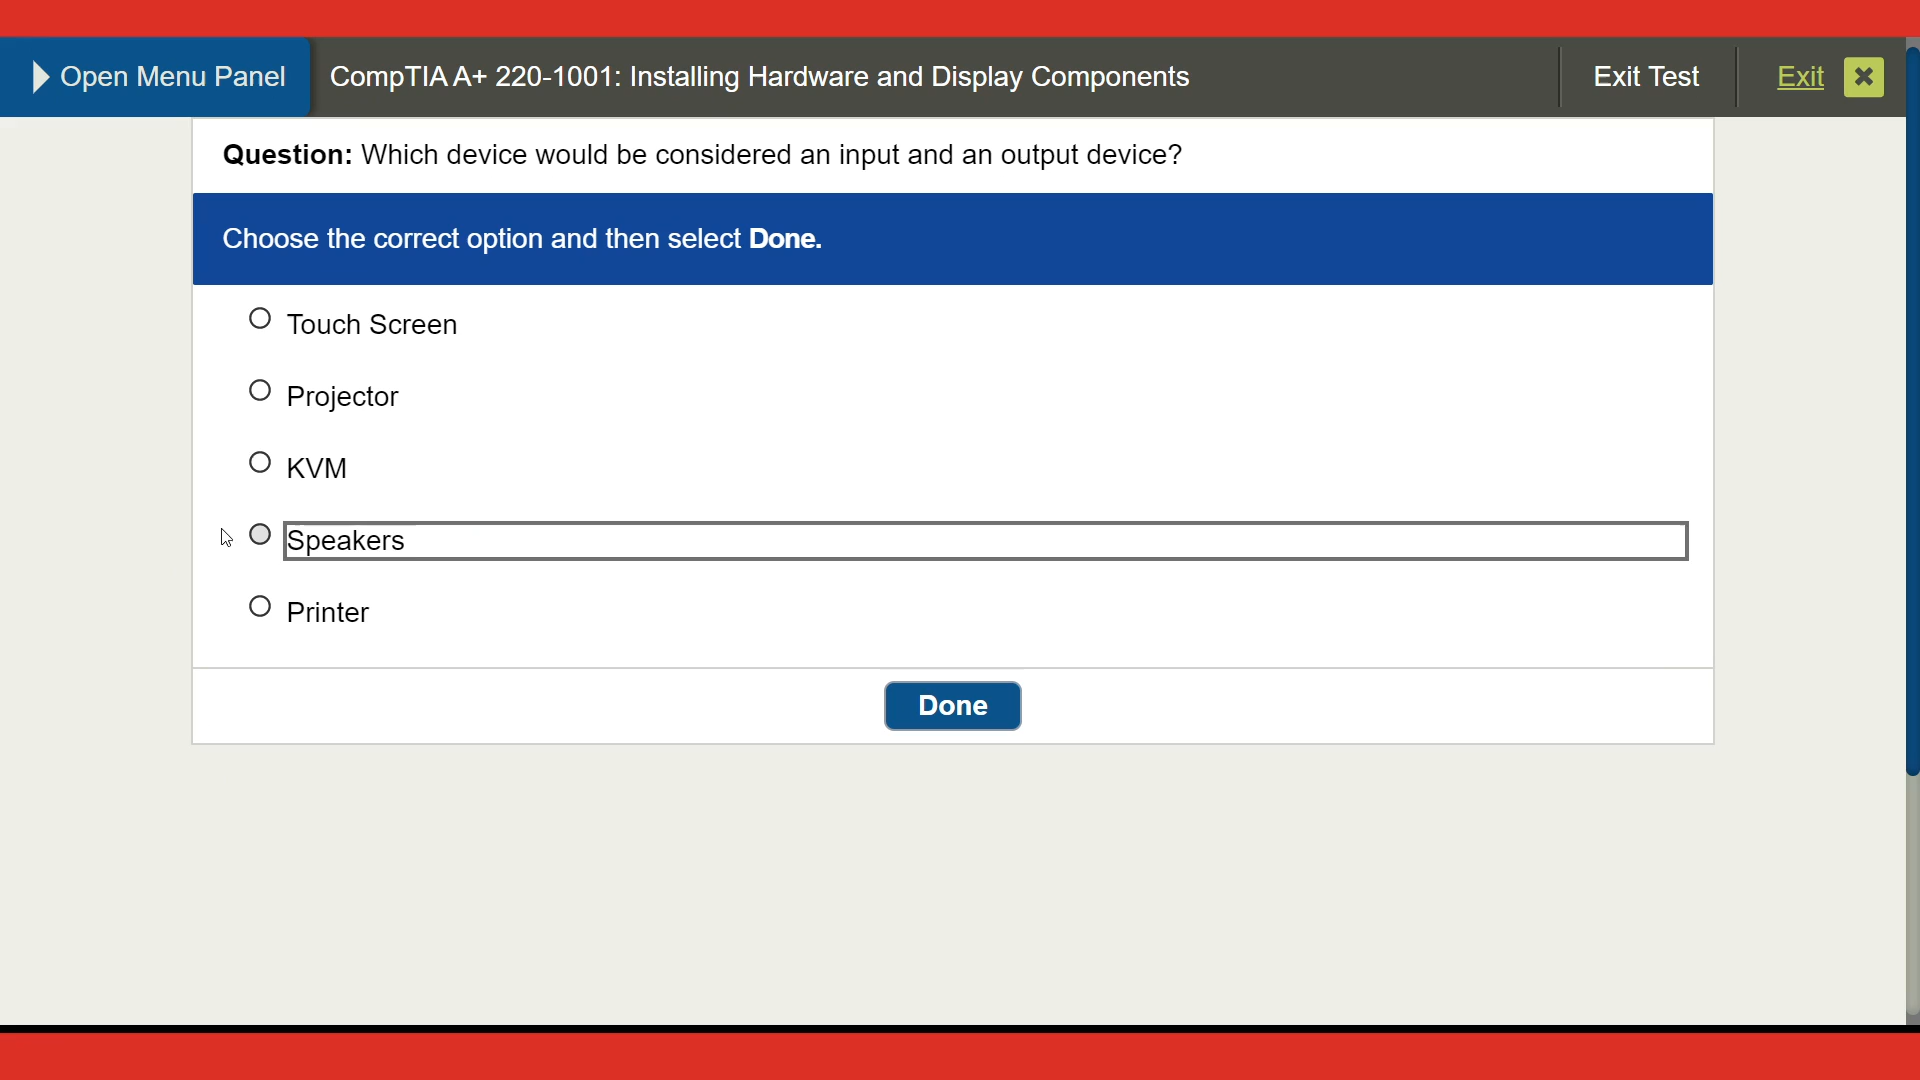 Open Menu Panel
CompTIA A+ 220-1001: Installing Hardware and Display Components
Exit Test
Exit
Question: Which device would be considered an input and an output device?
Choose the correct option and then select Done.
Touch Screen
Projector
KVM
Speakers
Printer
Done